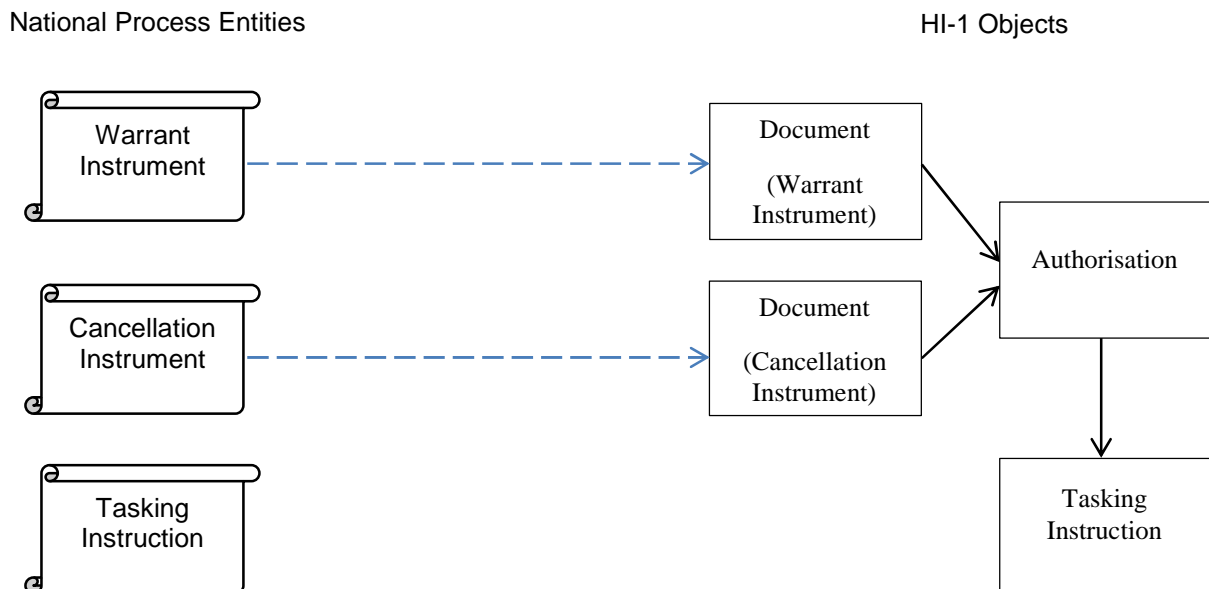 National Process Entities
HI-1 Objects
Warrant
Instrument
Document
(Warrant
Instrument)
Authorisation
Cancellation
Instrument
Document
(Cancellation
Instrument)
Tasking
Instruction
Tasking
Instruction